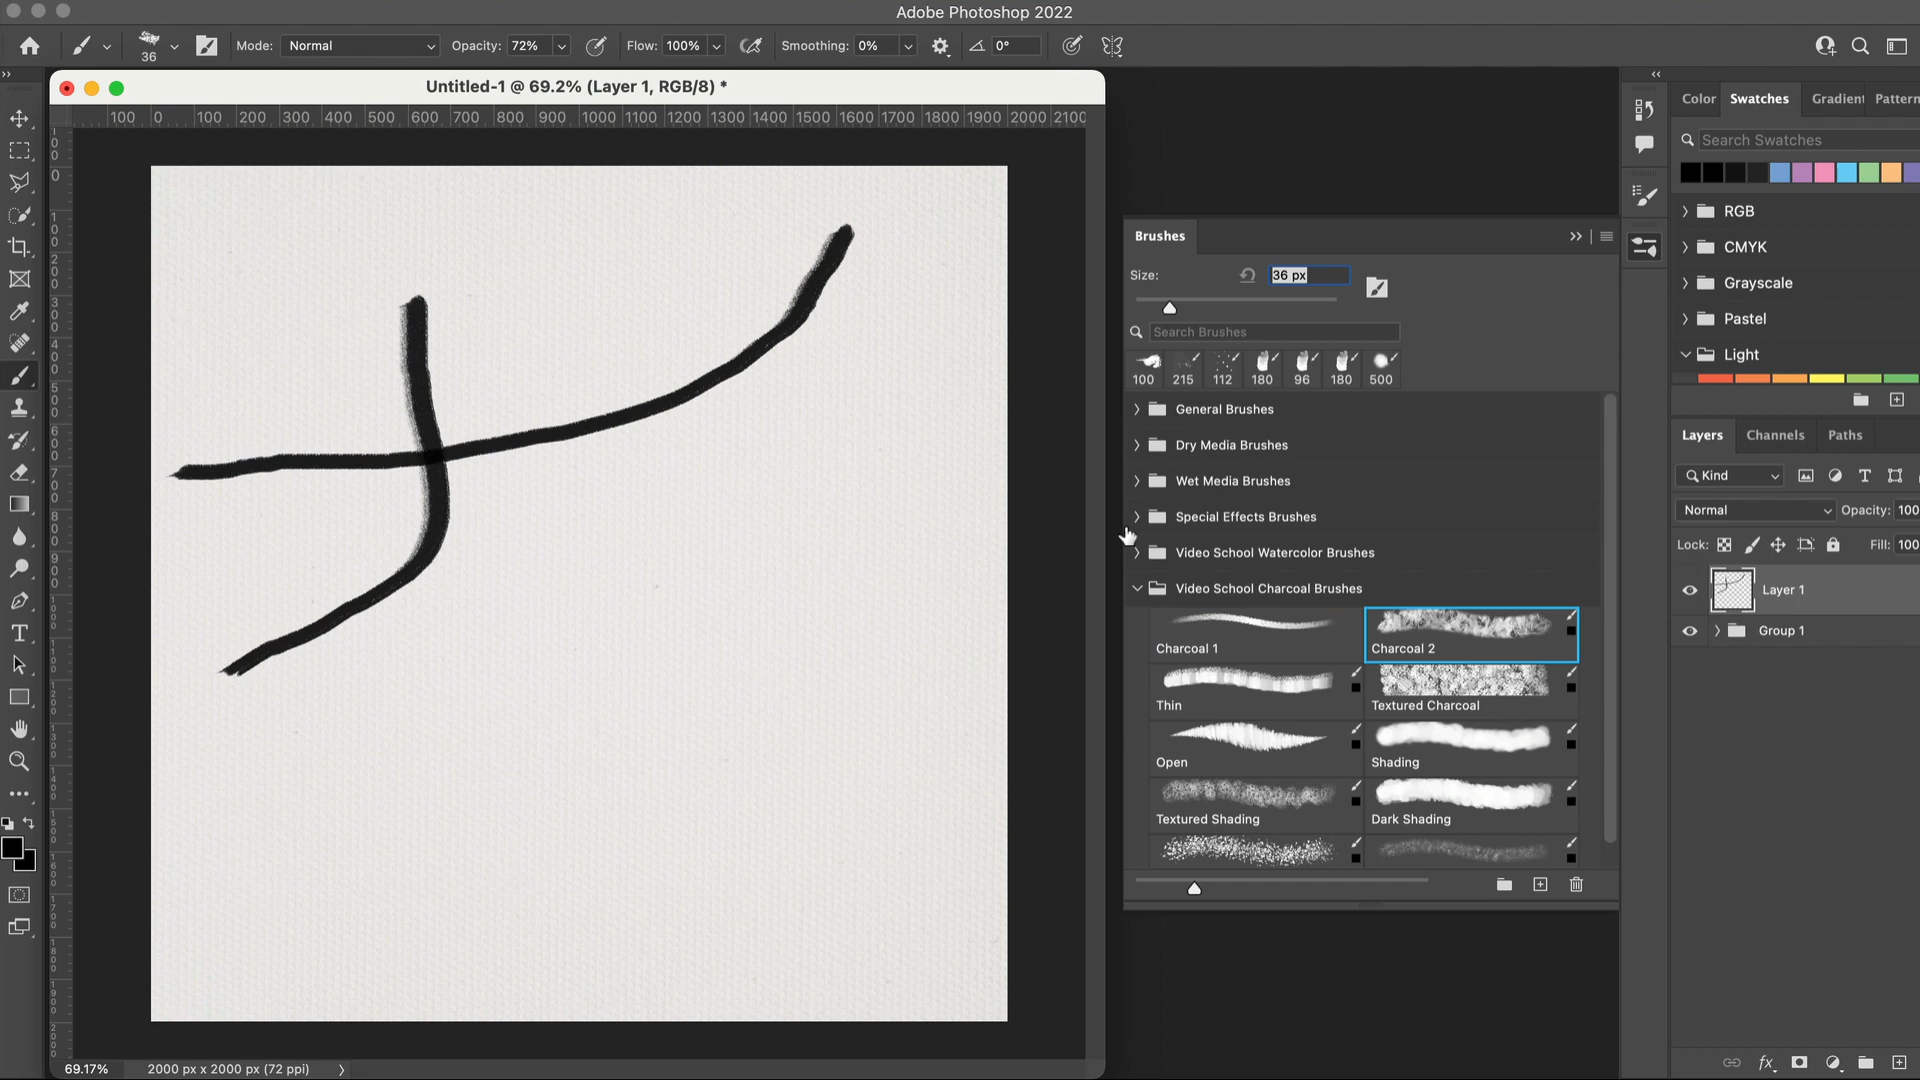 Adobe Photoshop 2022
36
Mode: Normal
Opacity: 72%
Flow: 100%
Smoothing: 0%
0°
Untitled-1 @ 69.2% (Layer 1, RGB/8) *
100 0 100 200 300 400 500 600 700 800 900 1000 1100 1200 1300 1400 1500 1600 1700 1800 1900 2000 2100
Color Swatches Gradient Pattern
Search Swatches
RGB
CMYK
Grayscale
Pastel
Light
Brushes
Size: 36 px
Search Brushes
100 215 112 180 96 180 500
General Brushes
Dry Media Brushes
Wet Media Brushes
Special Effects Brushes
Video School Watercolor Brushes
Video School Charcoal Brushes
Charcoal 1 Charcoal 2
Thin Textured Charcoal
Open Shading
Textured Shading Dark Shading
Layers Channels Paths
Kind
Normal Opacity: 100
Lock: Fill: 100
Layer 1
Group 1
fx
69.17% 2000 px x 2000 px (72 ppi)